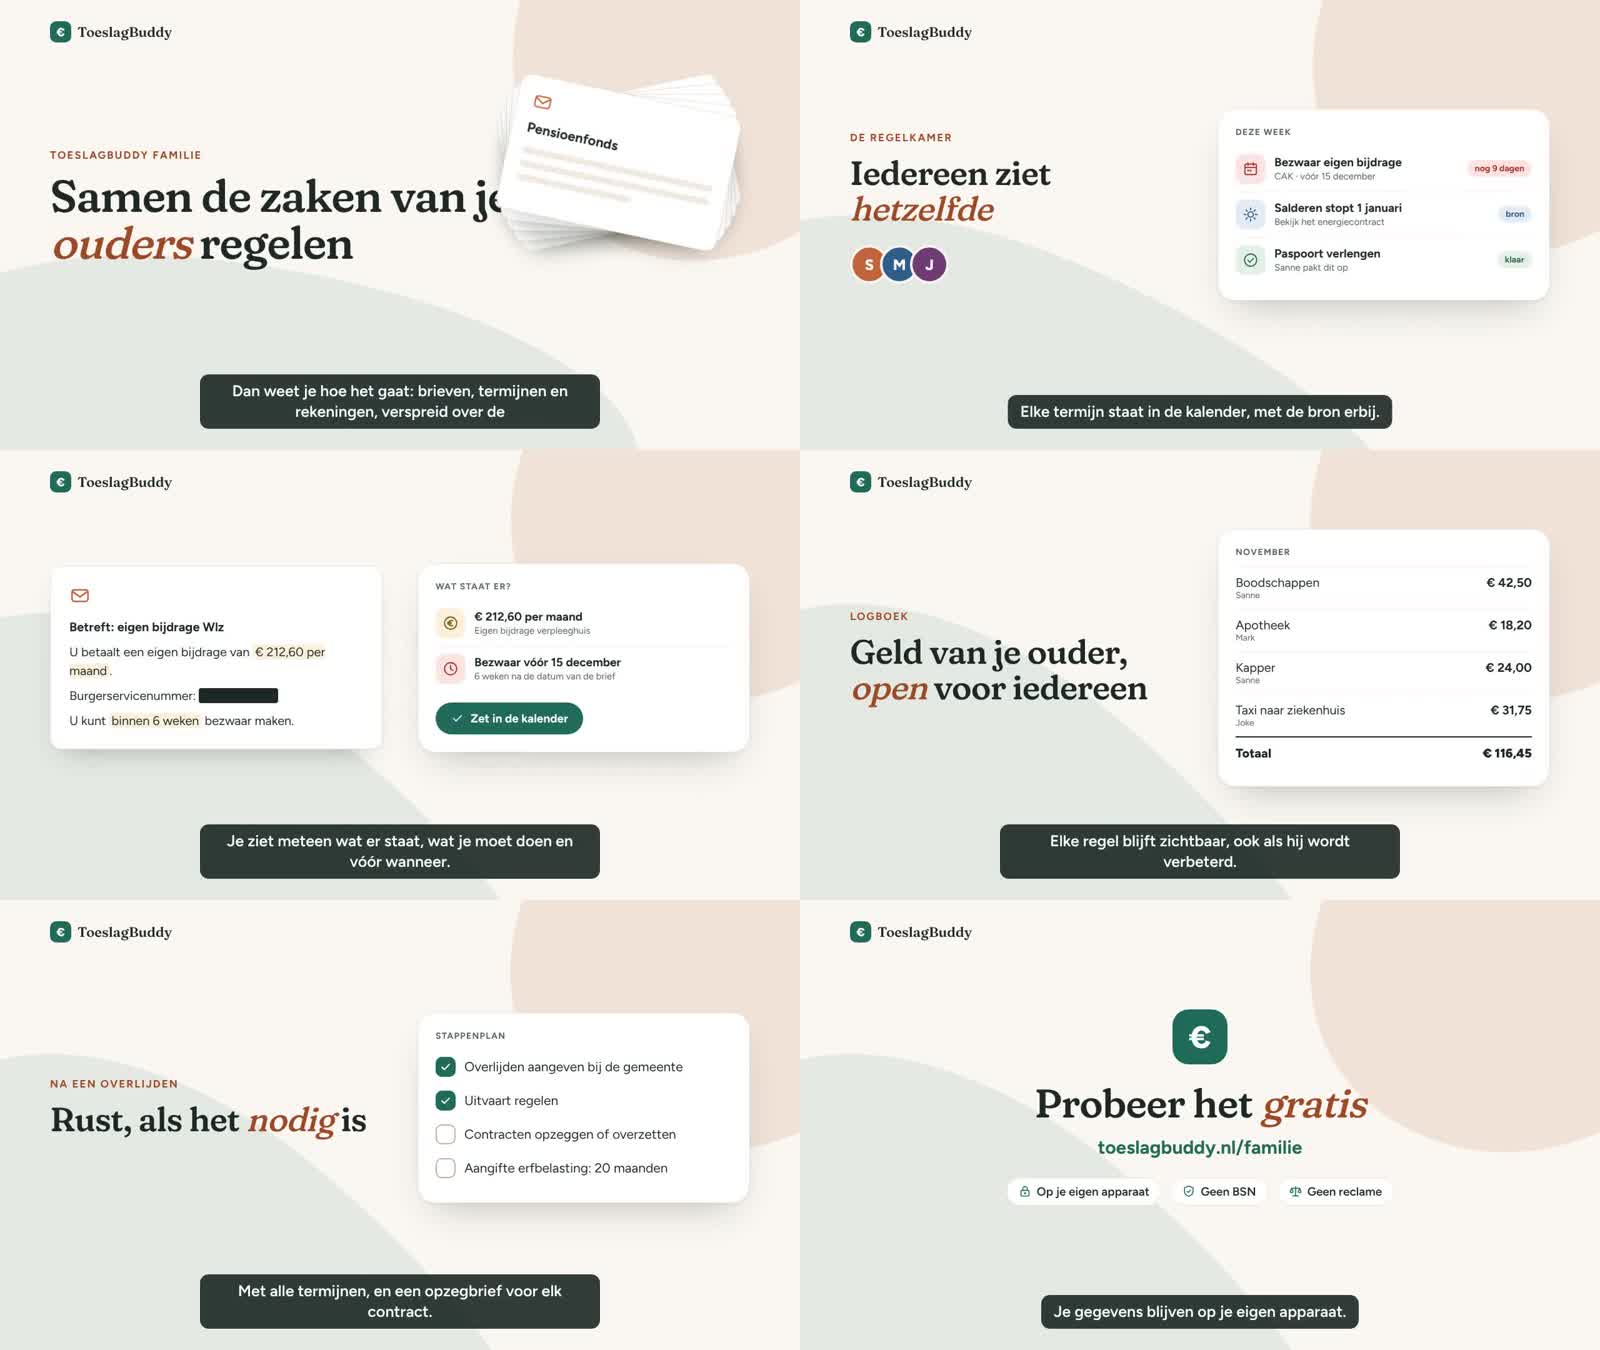 € ToeslagBuddy
TOESLAGBUDDY FAMILIE
Samen de zaken van je
ouders regelen
Pensioenfonds
Dan weet je hoe het gaat: brieven, termijnen en
rekeningen, verspreid over de
€ ToeslagBuddy
DE REGELKAMER
Iedereen ziet
hetzelfde
S M J
DEZE WEEK
Bezwaar eigen bijdrage
CAK · vóór 15 december
nog 9 dagen
Salderen stopt 1 januari
Bekijk het energiecontract
bron
Paspoort verlengen
Sanne pakt dit op
klaar
Elke termijn staat in de kalender, met de bron erbij.
€ ToeslagBuddy
Betreft: eigen bijdrage Wlz
U betaalt een eigen bijdrage van € 212,60 per
maand.
Burgerservicenummer:
U kunt binnen 6 weken bezwaar maken.
WAT STAAT ER?
€ 212,60 per maand
Eigen bijdrage verpleeghuis
Bezwaar vóór 15 december
6 weken na de datum van de brief
Zet in de kalender
Je ziet meteen wat er staat, wat je moet doen en
vóór wanneer.
€ ToeslagBuddy
LOGBOEK
Geld van je ouder,
open voor iedereen
NOVEMBER
Boodschappen € 42,50
Sanne
Apotheek € 18,20
Mark
Kapper € 24,00
Sanne
Taxi naar ziekenhuis € 31,75
Joke
Totaal € 116,45
Elke regel blijft zichtbaar, ook als hij wordt
verbeterd.
€ ToeslagBuddy
NA EEN OVERLIJDEN
Rust, als het nodig is
STAPPENPLAN
Overlijden aangeven bij de gemeente
Uitvaart regelen
Contracten opzeggen of overzetten
Aangifte erfbelasting: 20 maanden
Met alle termijnen, en een opzegbrief voor elk
contract.
€ ToeslagBuddy
€
Probeer het gratis
toeslagbuddy.nl/familie
Op je eigen apparaat
Geen BSN
Geen reclame
Je gegevens blijven op je eigen apparaat.